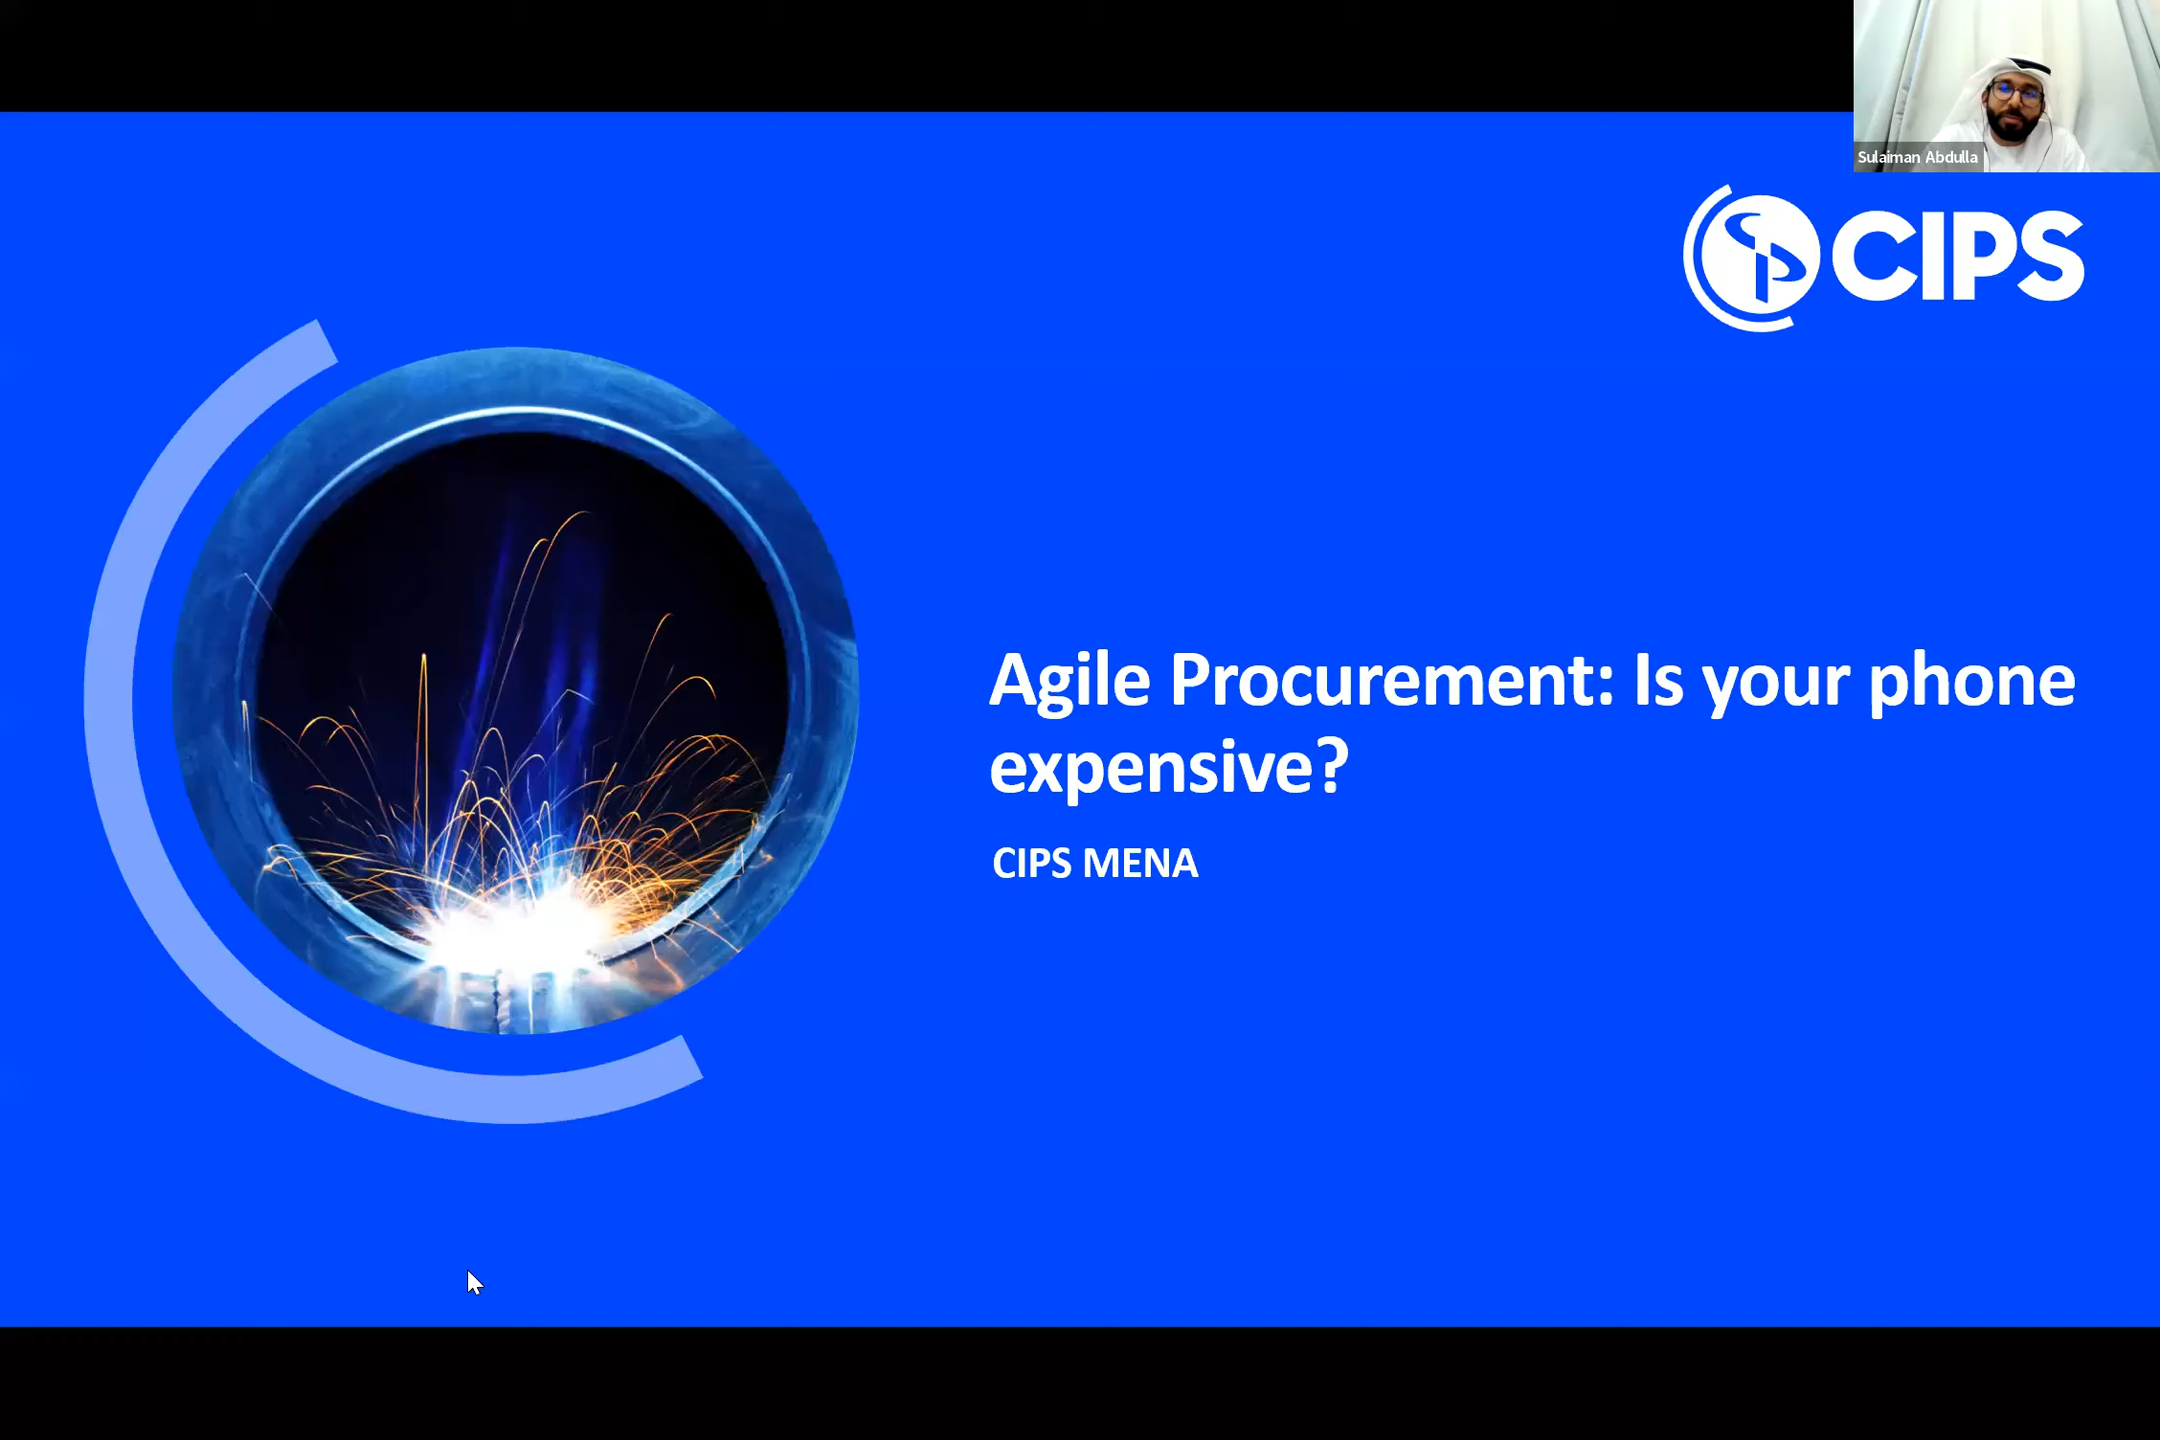 Sulaiman Abdulla
CIPS
Agile Procurement: Is your phone
expensive?
CIPS MENA